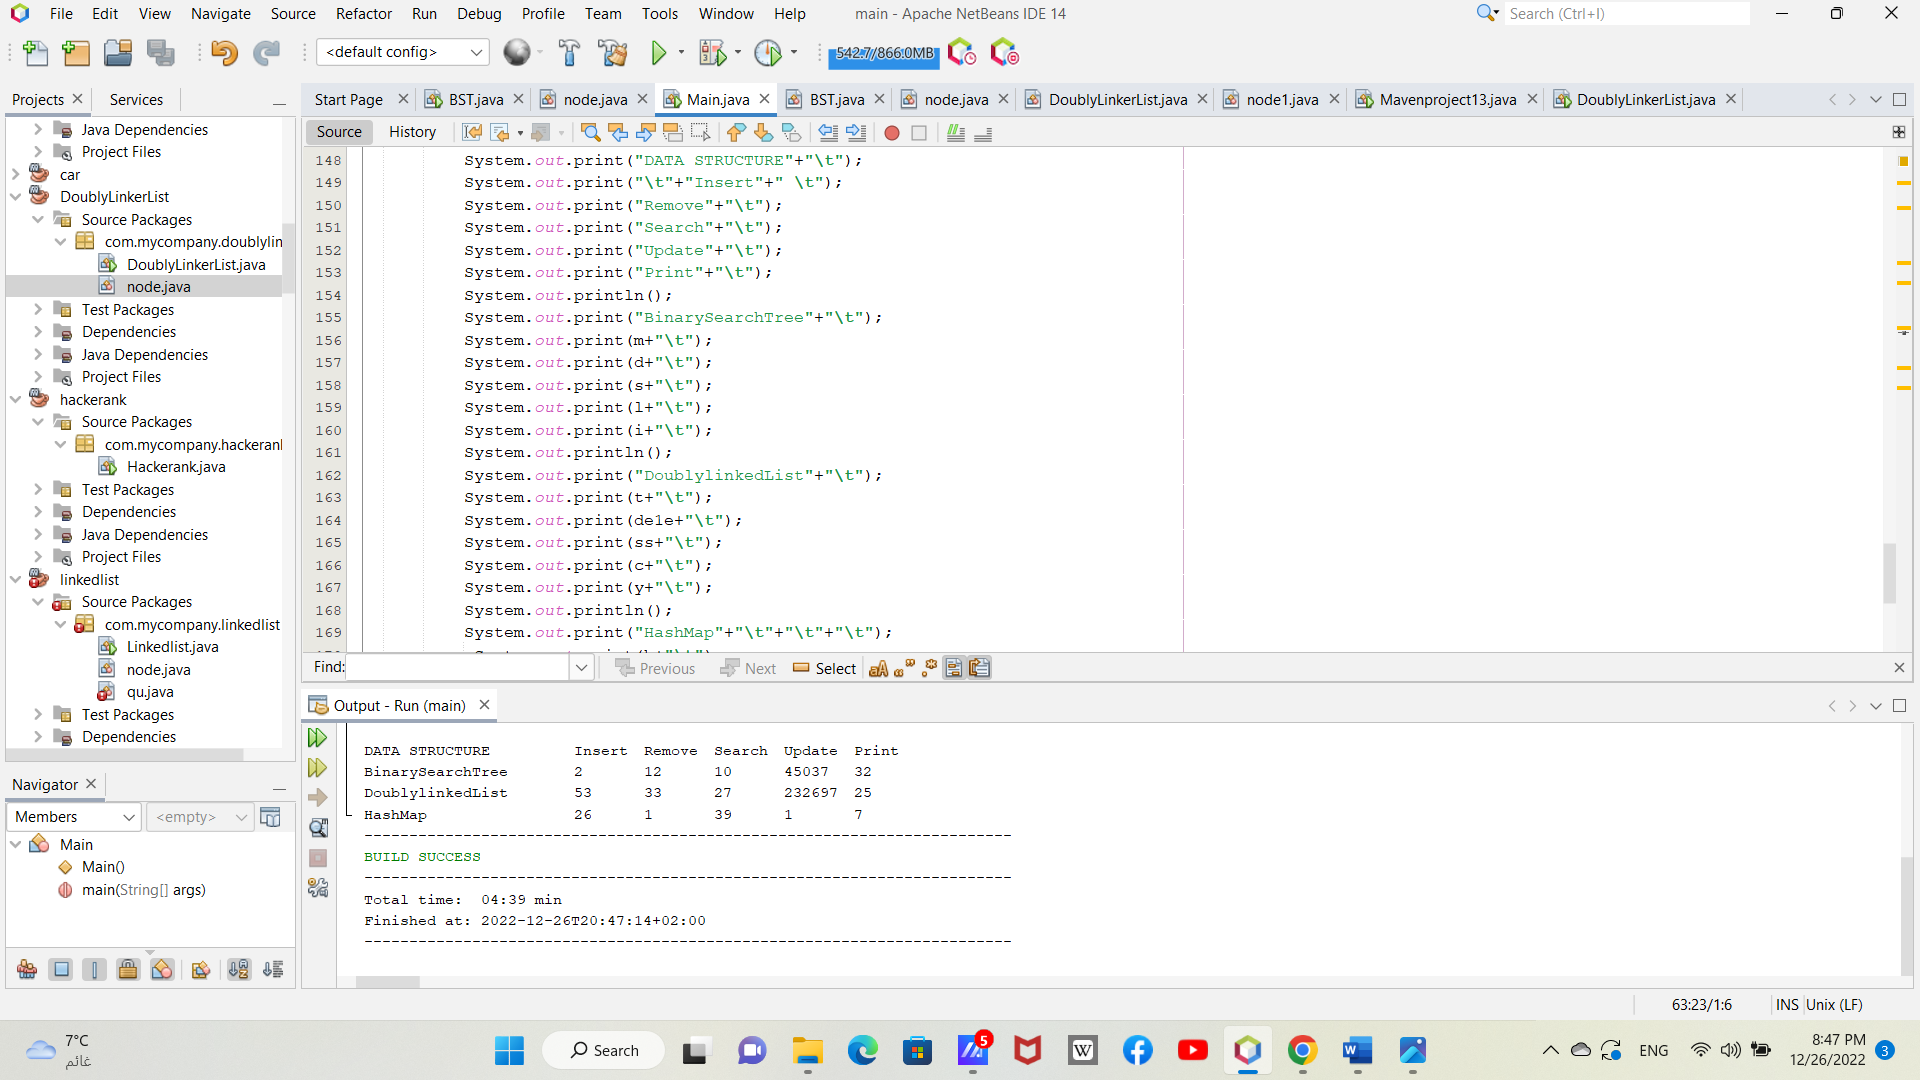 File Edit View Navigate Source Refactor Run Debug Profile Team Tools Window Help main - Apache NetBeans IDE 14 Search (Ctrl+I)
<default config> 542.7/866.0MB
Projects Services
Start Page BST.java node.java Main.java BST.java node.java DoublyLinkerList.java node1.java Mavenproject13.java DoublyLinkerList.java
Source History
Java Dependencies
Project Files
car
DoublyLinkerList
Source Packages
com.mycompany.doublylin
DoublyLinkerList.java
node.java
Test Packages
Dependencies
Java Dependencies
Project Files
hackerank
Source Packages
com.mycompany.hackeran
Hackerank.java
Test Packages
Dependencies
Java Dependencies
Project Files
linkedlist
Source Packages
com.mycompany.linkedlist
Linkedlist.java
node.java
qu.java
Test Packages
Dependencies
148 System.out.print("DATA STRUCTURE"+"\t");
149 System.out.print("\t"+"Insert"+" \t");
150 System.out.print("Remove"+"\t");
151 System.out.print("Search"+"\t");
152 System.out.print("Update"+"\t");
153 System.out.print("Print"+"\t");
154 System.out.println();
155 System.out.print("BinarySearchTree"+"\t");
156 System.out.print(m+"\t");
157 System.out.print(d+"\t");
158 System.out.print(s+"\t");
159 System.out.print(l+"\t");
160 System.out.print(i+"\t");
161 System.out.println();
162 System.out.print("DoublylinkedList"+"\t");
163 System.out.print(t+"\t");
164 System.out.print(de1e+"\t");
165 System.out.print(ss+"\t");
166 System.out.print(c+"\t");
167 System.out.print(y+"\t");
168 System.out.println();
169 System.out.print("HashMap"+"\t"+"\t"+"\t");
Find: Previous Next Select
Output - Run (main)
DATA STRUCTURE Insert Remove Search Update Print
BinarySearchTree 2 12 10 45037 32
DoublylinkedList 53 33 27 232697 25
HashMap 26 1 39 1 7
------------------------------------------------------------------------
BUILD SUCCESS
------------------------------------------------------------------------
Total time: 04:39 min
Finished at: 2022-12-26T20:47:14+02:00
------------------------------------------------------------------------
Navigator
Members <empty>
Main
Main()
main(String[] args)
63:23/1:6 INS Unix (LF)
7°C
غائم
Search
5
W
ENG
8:47 PM
12/26/2022
3